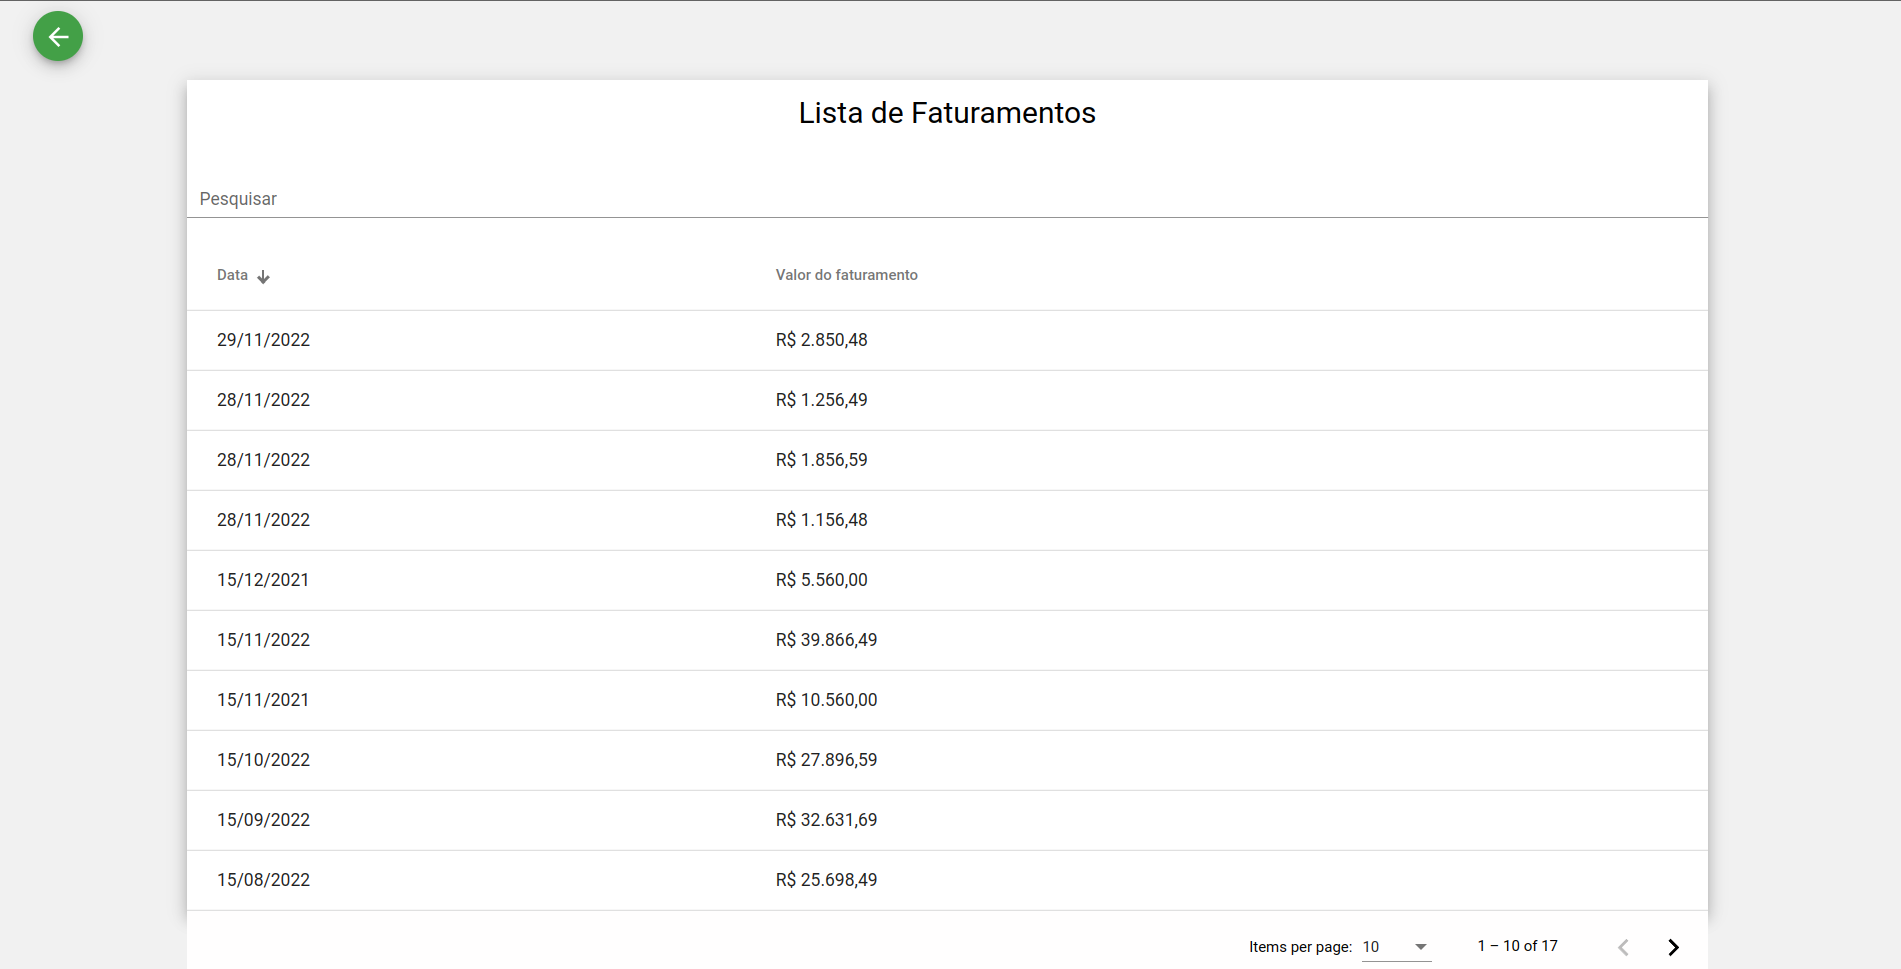 Lista de Faturamentos
Pesquisar
Data Valor do faturamento
29/11/2022 R$ 2.850,48
28/11/2022 R$ 1.256,49
28/11/2022 R$ 1.856,59
28/11/2022 R$ 1.156,48
15/12/2021 R$ 5.560,00
15/11/2022 R$ 39.866,49
15/11/2021 R$ 10.560,00
15/10/2022 R$ 27.896,59
15/09/2022 R$ 32.631,69
15/08/2022 R$ 25.698,49
Items per page: 10 1 – 10 of 17